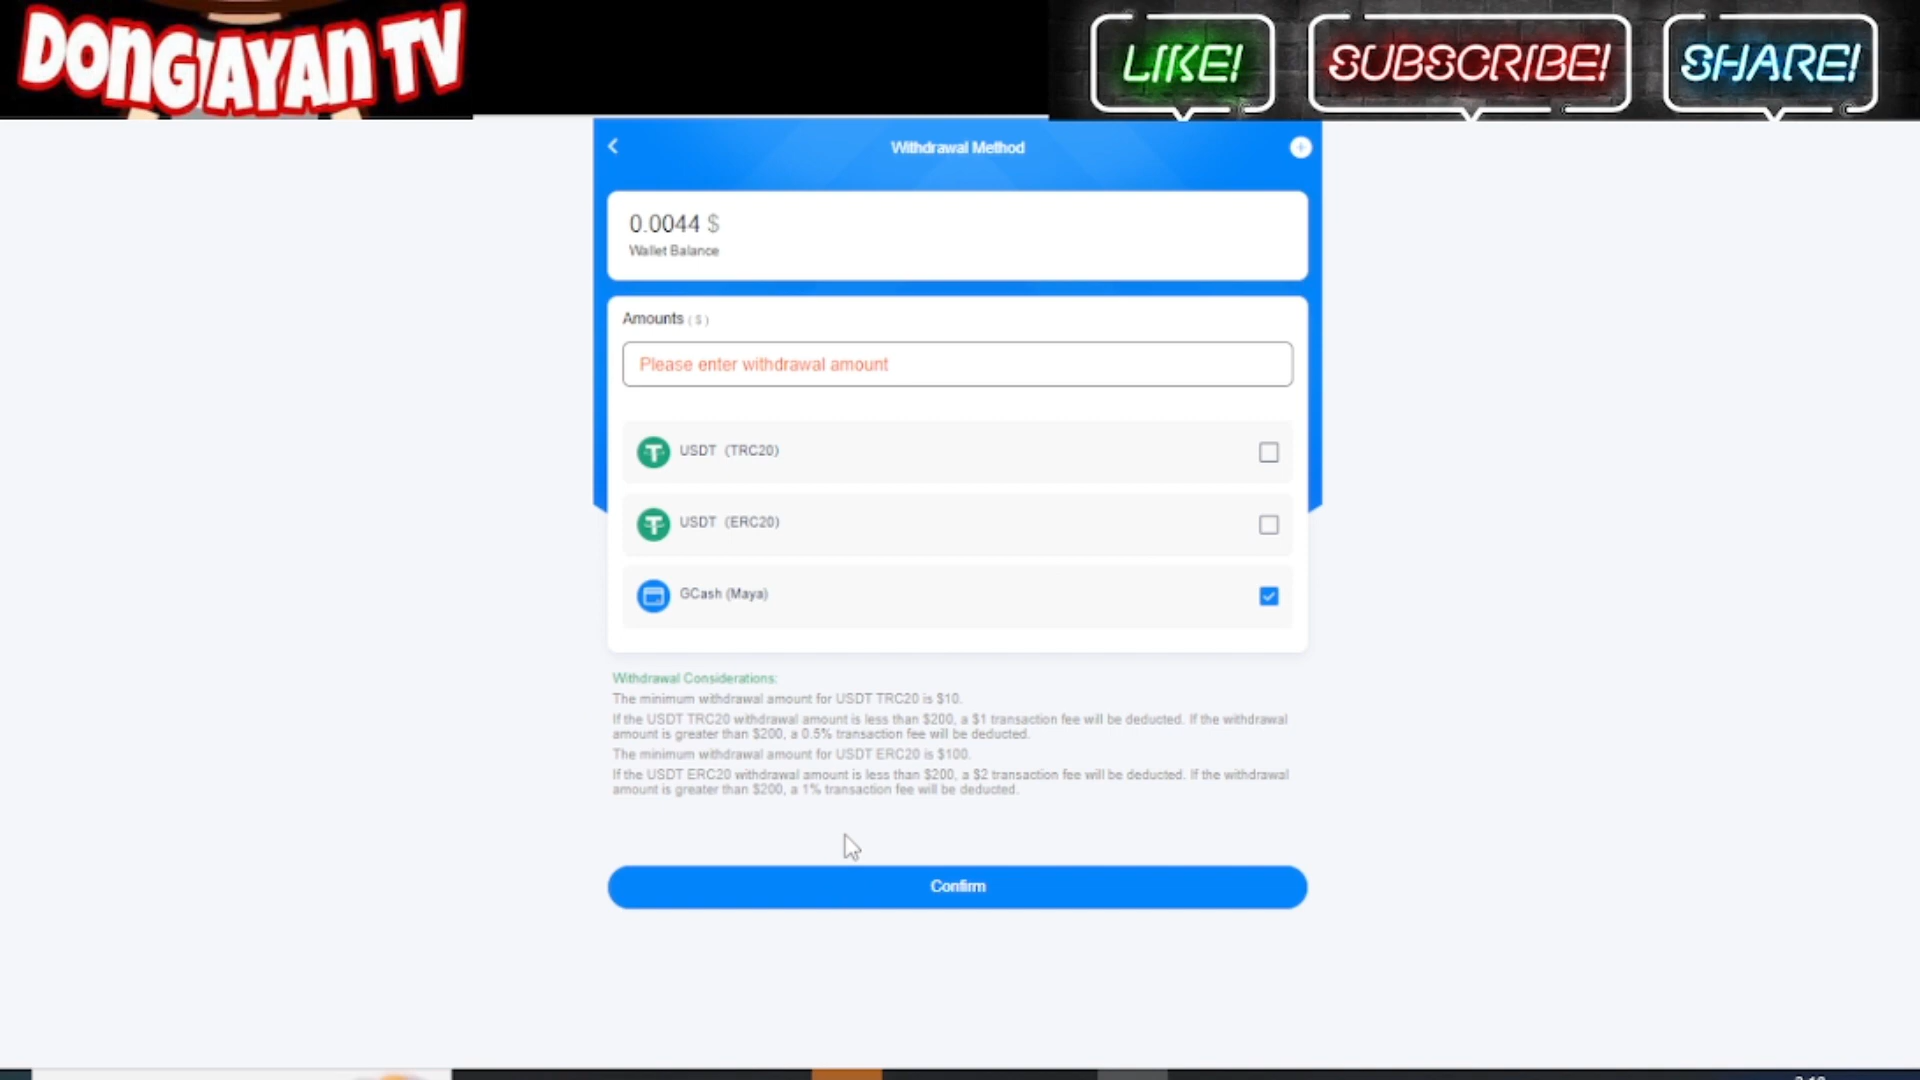 DONG AYAN TV
LIKE!
SUBSCRIBE!
SHARE!
Withdrawal Method
0.0044 $
Wallet Balance
Amounts ( $ )
Please enter withdrawal amount
USDT (TRC20)
USDT (ERC20)
GCash (Maya)
Withdrawal Considerations:
The minimum withdrawal amount for USDT TRC20 is $10.
If the USDT TRC20 withdrawal amount is less than $200, a $1 transaction fee will be deducted. If the withdrawal
amount is greater than $200, a 0.5% transaction fee will be deducted.
The minimum withdrawal amount for USDT ERC20 is $100.
If the USDT ERC20 withdrawal amount is less than $200, a $2 transaction fee will be deducted. If the withdrawal
amount is greater than $200, a 1% transaction fee will be deducted.
Confirm